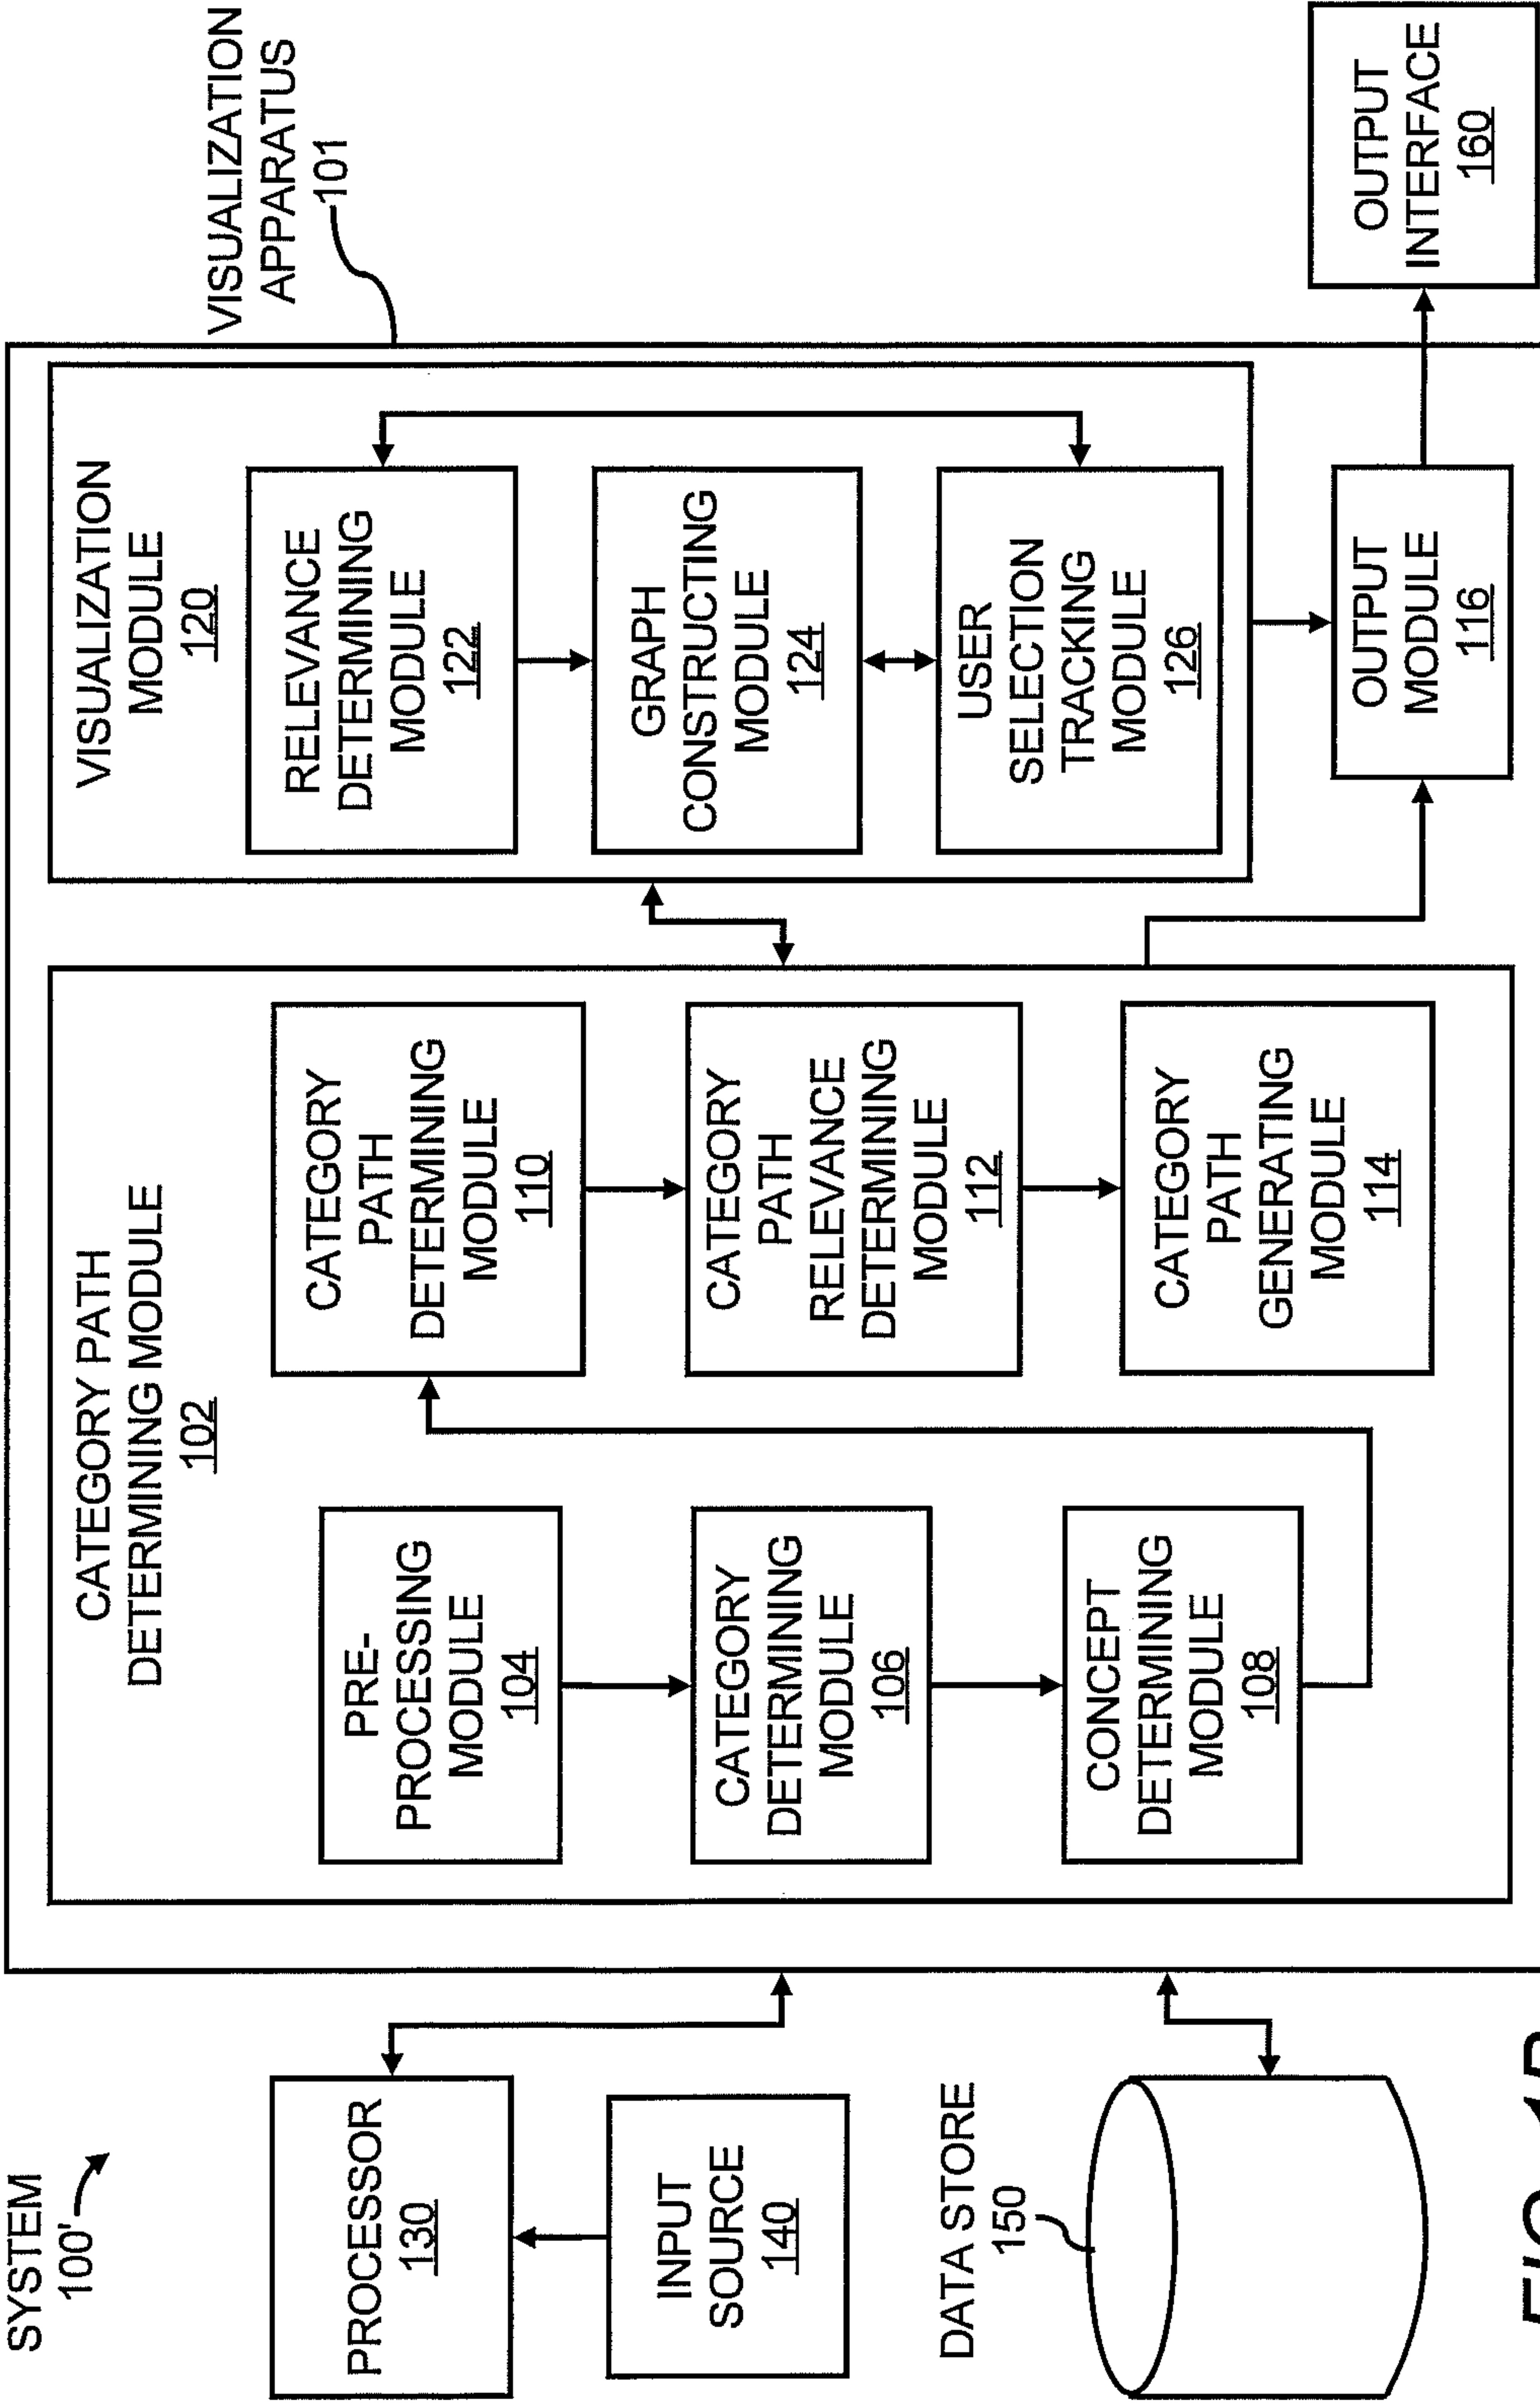 SYSTEM
100'
PROCESSOR
130
INPUT
SOURCE
140
DATA STORE
150
CATEGORY PATH
DETERMINING MODULE
102
PRE-
PROCESSING
MODULE
104
CATEGORY
DETERMINING
MODULE
106
CONCEPT
DETERMINING
MODULE
108
CATEGORY
PATH
DETERMINING
MODULE
110
CATEGORY
PATH
RELEVANCE
DETERMINING
MODULE
112
CATEGORY
PATH
GENERATING
MODULE
114
VISUALIZATION
MODULE
120
RELEVANCE
DETERMINING
MODULE
122
GRAPH
CONSTRUCTING
MODULE
124
USER
SELECTION
TRACKING
MODULE
126
OUTPUT
MODULE
116
VISUALIZATION
APPARATUS
101
OUTPUT
INTERFACE
160
FIG.